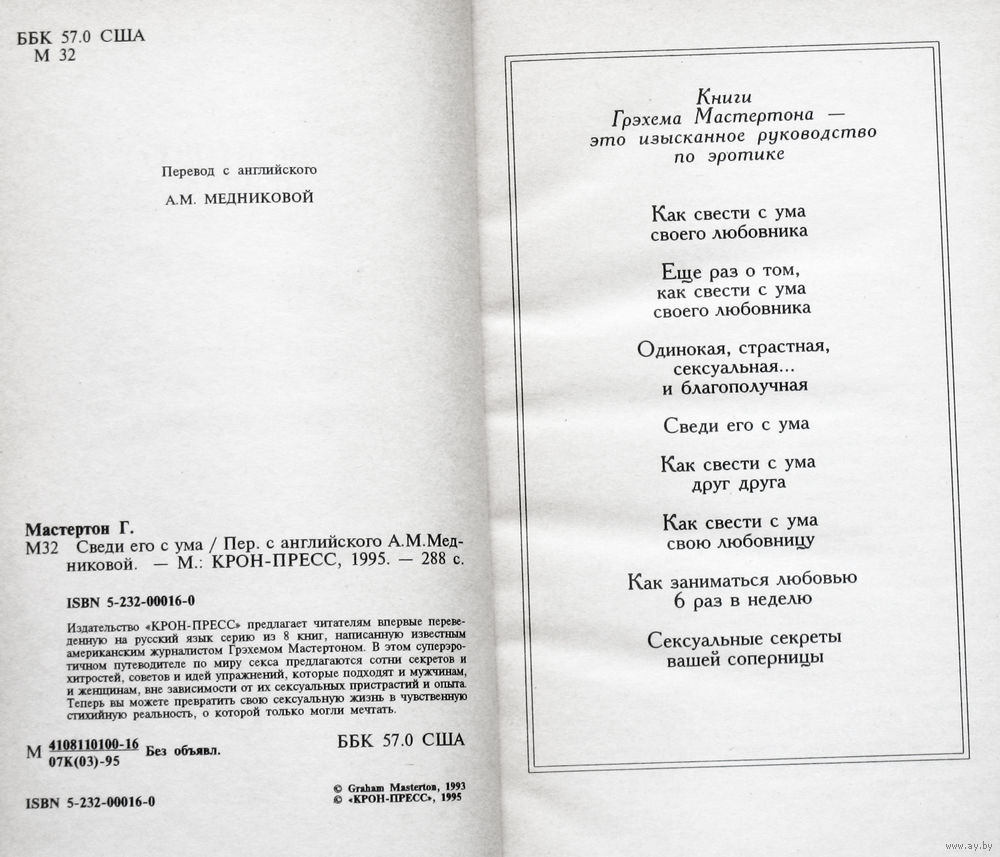 ББК 57.0 США
М 32
Перевод с английского
А.М. МЕДНИКОВОЙ
Мастертон Г.
М32 Сведи его с ума / Пер. с английского А.М.Мед-
никовой. — М.: КРОН-ПРЕСС, 1995. — 288 с.
ISBN 5-232-00016-0
Издательство «КРОН-ПРЕСС» предлагает читателям впервые переве-
денную на русский язык серию из 8 книг, написанную известным
американским журналистом Грэхемом Мастертоном. В этом суперэро-
тичном путеводителе по миру секса предлагаются сотни секретов и
хитростей, советов и идей упражнений, которые подходят и мужчинам,
и женщинам, вне зависимости от их сексуальных пристрастий и опыта.
Теперь вы можете превратить свою сексуальную жизнь в чувственную
стихийную реальность, о которой только могли мечтать.
М 4108110100-16 Без объявл.
07К(03)-95
ББК 57.0 США
ISBN 5-232-00016-0
© Graham Masterton, 1993
© «КРОН-ПРЕСС», 1995
Книги
Грэхема Мастертона —
это изысканное руководство
по эротике
Как свести с ума
своего любовника
Еще раз о том,
как свести с ума
своего любовника
Одинокая, страстная,
сексуальная...
и благополучная
Сведи его с ума
Как свести с ума
друг друга
Как свести с ума
свою любовницу
Как заниматься любовью
6 раз в неделю
Сексуальные секреты
вашей соперницы
www.ay.by